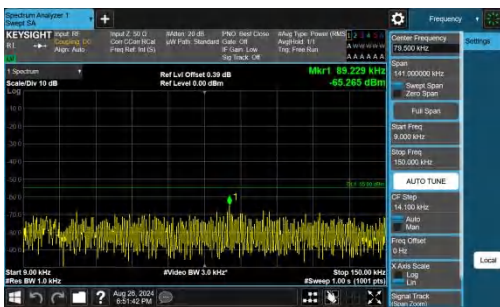 Spectrum Analyzer 1
Swept SA
Frequency
KEYSIGHT
Input: RF
Coupling: DC
Align: Auto
Input Z: 50 Ω
Corr CCorr RCal
Freq Ref: Int (S)
#Atten: 20 dB
µW Path: Standard
PNO: Best Close
Gate: Off
IF Gain: Low
Sig Track: Off
#Avg Type: Power (RMS)
Avg|Hold: 1/1
Trig: Free Run
A W W W W W
A A A A A A
1 Spectrum
Scale/Div 10 dB
Log
Ref Lvl Offset 0.39 dB
Ref Level 0.00 dBm
Mkr1 89.229 kHz
-65.265 dBm
1
Start 9.00 kHz
#Res BW 1.0 kHz
#Video BW 3.0 kHz*
Stop 150.00 kHz
#Sweep 1.00 s (1001 pts)
Aug 28, 2024
6:51:42 PM
Center Frequency
79.500 kHz
Span
141.000000 kHz
Swept Span
Zero Span
Full Span
Start Freq
9.000 kHz
Stop Freq
150.000 kHz
AUTO TUNE
CF Step
14.100 kHz
Auto
Man
Freq Offset
0 Hz
X Axis Scale
Log
Lin
Signal Track
(Span Zoom)
Settings
Local